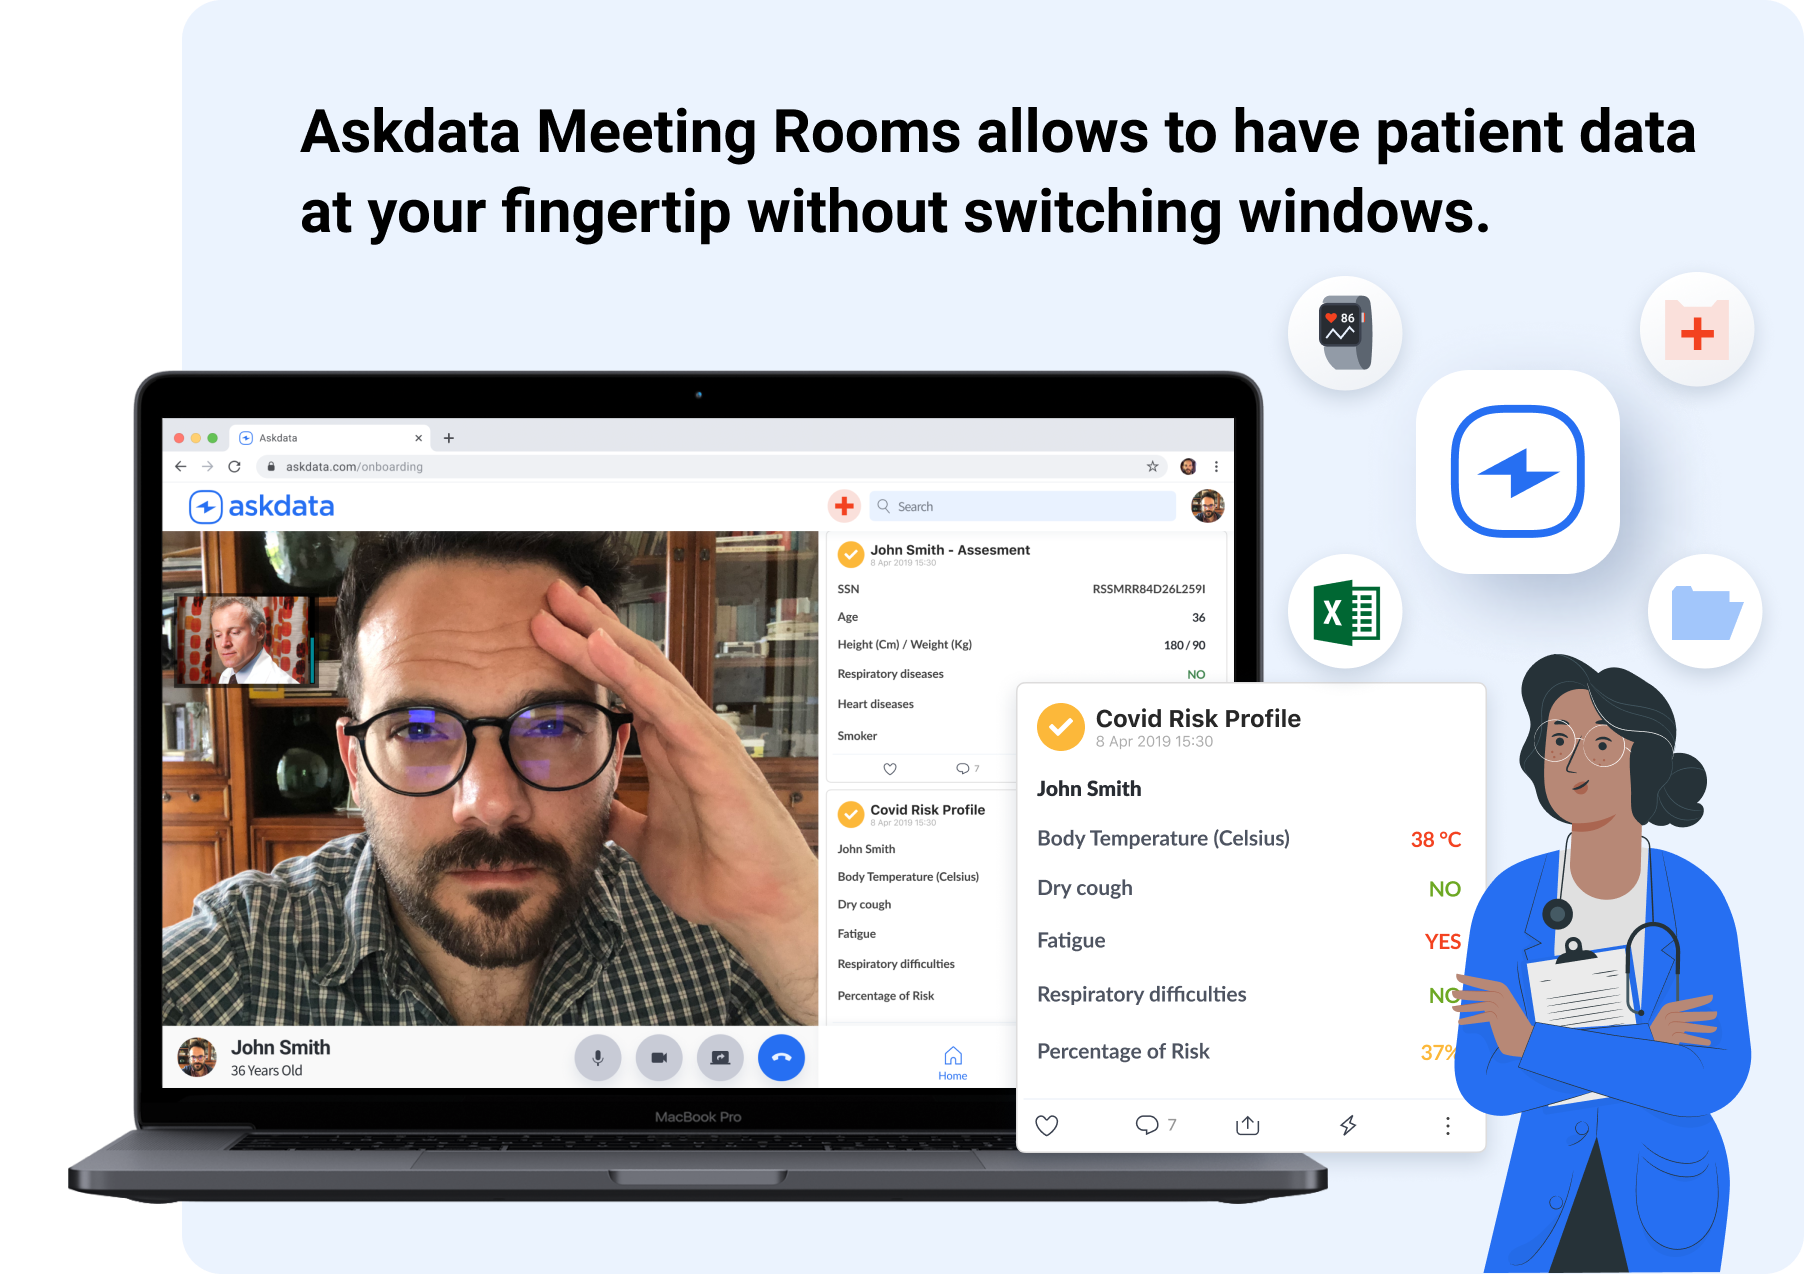 Askdata Meeting Rooms allows to have patient data
at your fingertip without switching windows.
86
Askdata
askdata.com/onboarding
askdata
Search
John Smith - Assesment
8 Apr 2019 15:30
SSN RSSMRR84D26L259I
Age 36
Height (Cm) / Weight (Kg) 180 / 90
Respiratory diseases NO
Heart diseases
Smoker
7
Covid Risk Profile
8 Apr 2019 15:30
John Smith
Body Temperature (Celsius)
Dry cough
Fatigue
Respiratory difficulties
Percentage of Risk
Home
John Smith
36 Years Old
MacBook Pro
X
Covid Risk Profile
8 Apr 2019 15:30
John Smith
Body Temperature (Celsius) 38 °C
Dry cough NO
Fatigue YES
Respiratory difficulties NO
Percentage of Risk 37%
7